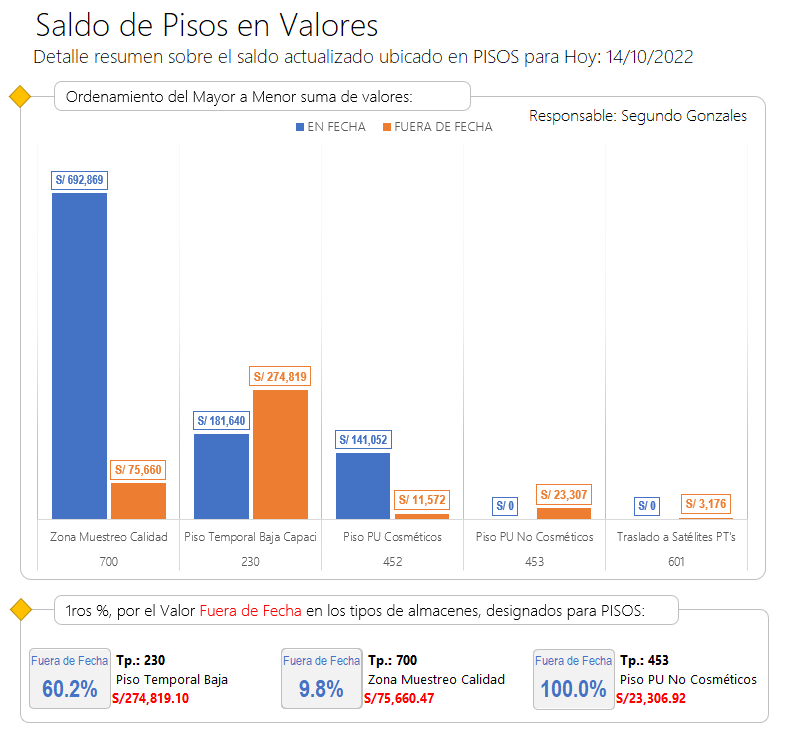 Saldo de Pisos en Valores
Detalle resumen sobre el saldo actualizado ubicado en PISOS para Hoy: 14/10/2022
Ordenamiento del Mayor a Menor suma de valores:
Responsable: Segundo Gonzales
EN FECHA FUERA DE FECHA
S/ 692,869
S/ 75,660
S/ 181,640
S/ 274,819
S/ 141,052
S/ 11,572
S/ 0
S/ 23,307
S/ 0
S/ 3,176
Zona Muestreo Calidad Piso Temporal Baja Capaci Piso PU Cosméticos Piso PU No Cosméticos Traslado a Satélites PT's
700 230 452 453 601
1ros %, por el Valor Fuera de Fecha en los tipos de almacenes, designados para PISOS:
Fuera de Fecha
60.2%
Tp.: 230
Piso Temporal Baja
S/274,819.10
Fuera de Fecha
9.8%
Tp.: 700
Zona Muestreo Calidad
S/75,660.47
Fuera de Fecha
100.0%
Tp.: 453
Piso PU No Cosméticos
S/23,306.92